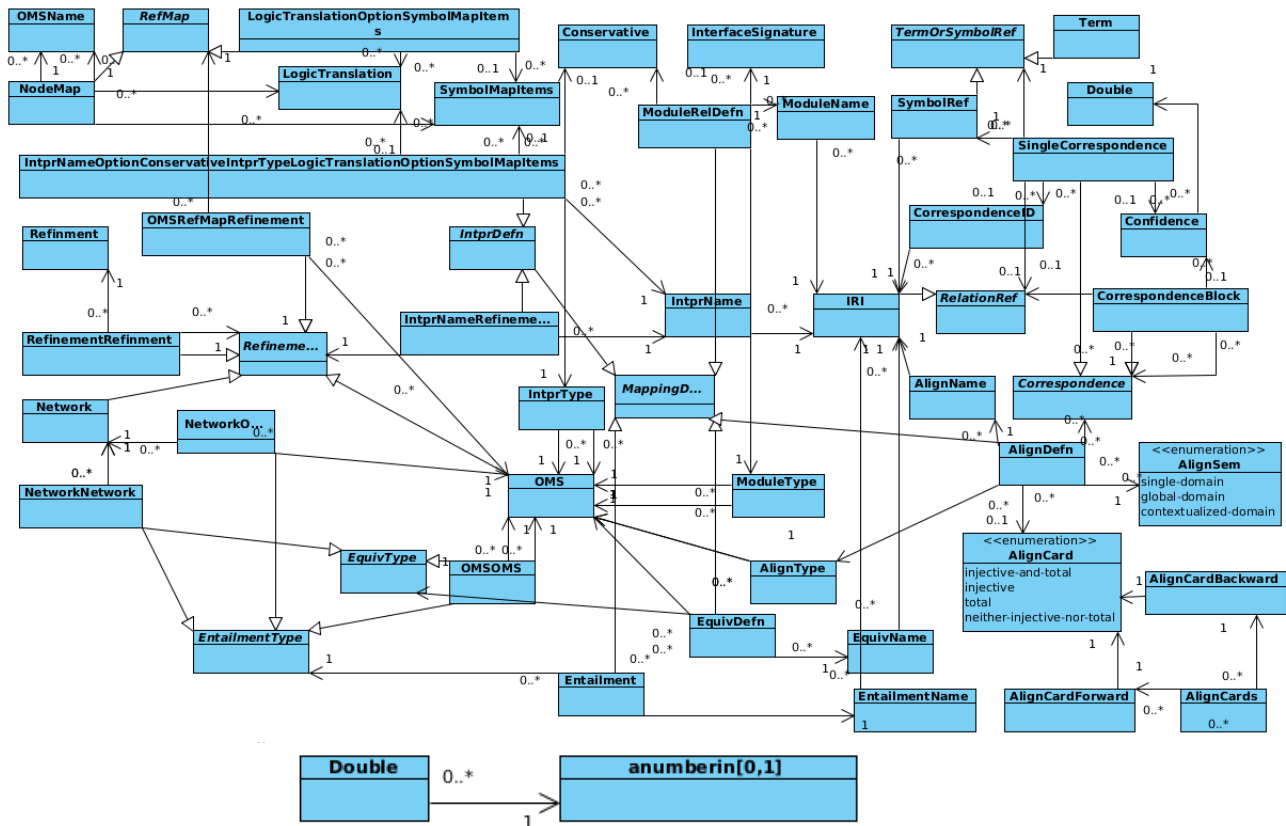 OMSName
RefMap
LogicTranslationOptionSymbolMapItem
s
Conservative
InterfaceSignature
TermOrSymbolRef
Term
NodeMap
LogicTranslation
SymbolMapItems
ModuleRelDefn
ModuleName
SymbolRef
Double
IntprNameOptionConservativeIntprTypeLogicTranslationOptionSymbolMapItems
SingleCorrespondence
Refinment
OMSRefMapRefinement
IntprDefn
CorrespondenceID
Confidence
IntprName
IRI
RelationRef
CorrespondenceBlock
RefinementRefinment
Refineme...
IntprNameRefineme...
Network
NetworkO...
IntprType
MappingD...
AlignName
Correspondence
NetworkNetwork
OMS
ModuleType
AlignDefn
<<enumeration>>
AlignSem
single-domain
global-domain
contextualized-domain
EquivType
OMSOMS
AlignType
<<enumeration>>
AlignCard
injective-and-total
injective
total
neither-injective-nor-total
AlignCardBackward
EntailmentType
EquivDefn
EquivName
Entailment
EntailmentName
AlignCardForward
AlignCards
Double
0..*
1
anumberin[0,1]